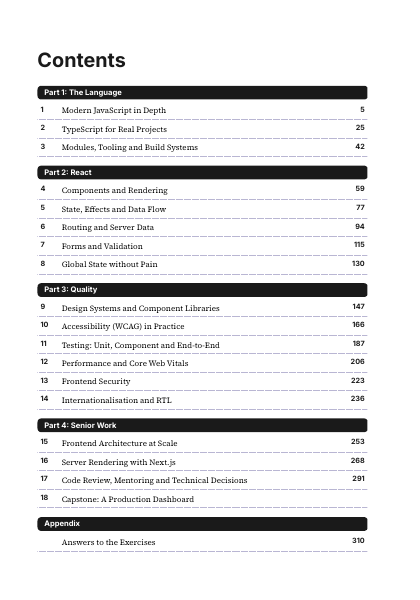 Contents
Part 1: The Language
1 Modern JavaScript in Depth 5
2 TypeScript for Real Projects 25
3 Modules, Tooling and Build Systems 42
Part 2: React
4 Components and Rendering 59
5 State, Effects and Data Flow 77
6 Routing and Server Data 94
7 Forms and Validation 115
8 Global State without Pain 130
Part 3: Quality
9 Design Systems and Component Libraries 147
10 Accessibility (WCAG) in Practice 166
11 Testing: Unit, Component and End-to-End 187
12 Performance and Core Web Vitals 206
13 Frontend Security 223
14 Internationalisation and RTL 236
Part 4: Senior Work
15 Frontend Architecture at Scale 253
16 Server Rendering with Next.js 268
17 Code Review, Mentoring and Technical Decisions 291
18 Capstone: A Production Dashboard
Appendix
Answers to the Exercises 310